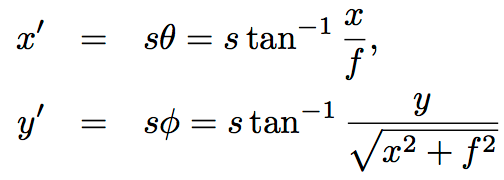 x′ = sθ = s tan⁻¹ x/f,
y′ = sϕ = s tan⁻¹ y/√(x² + f²)